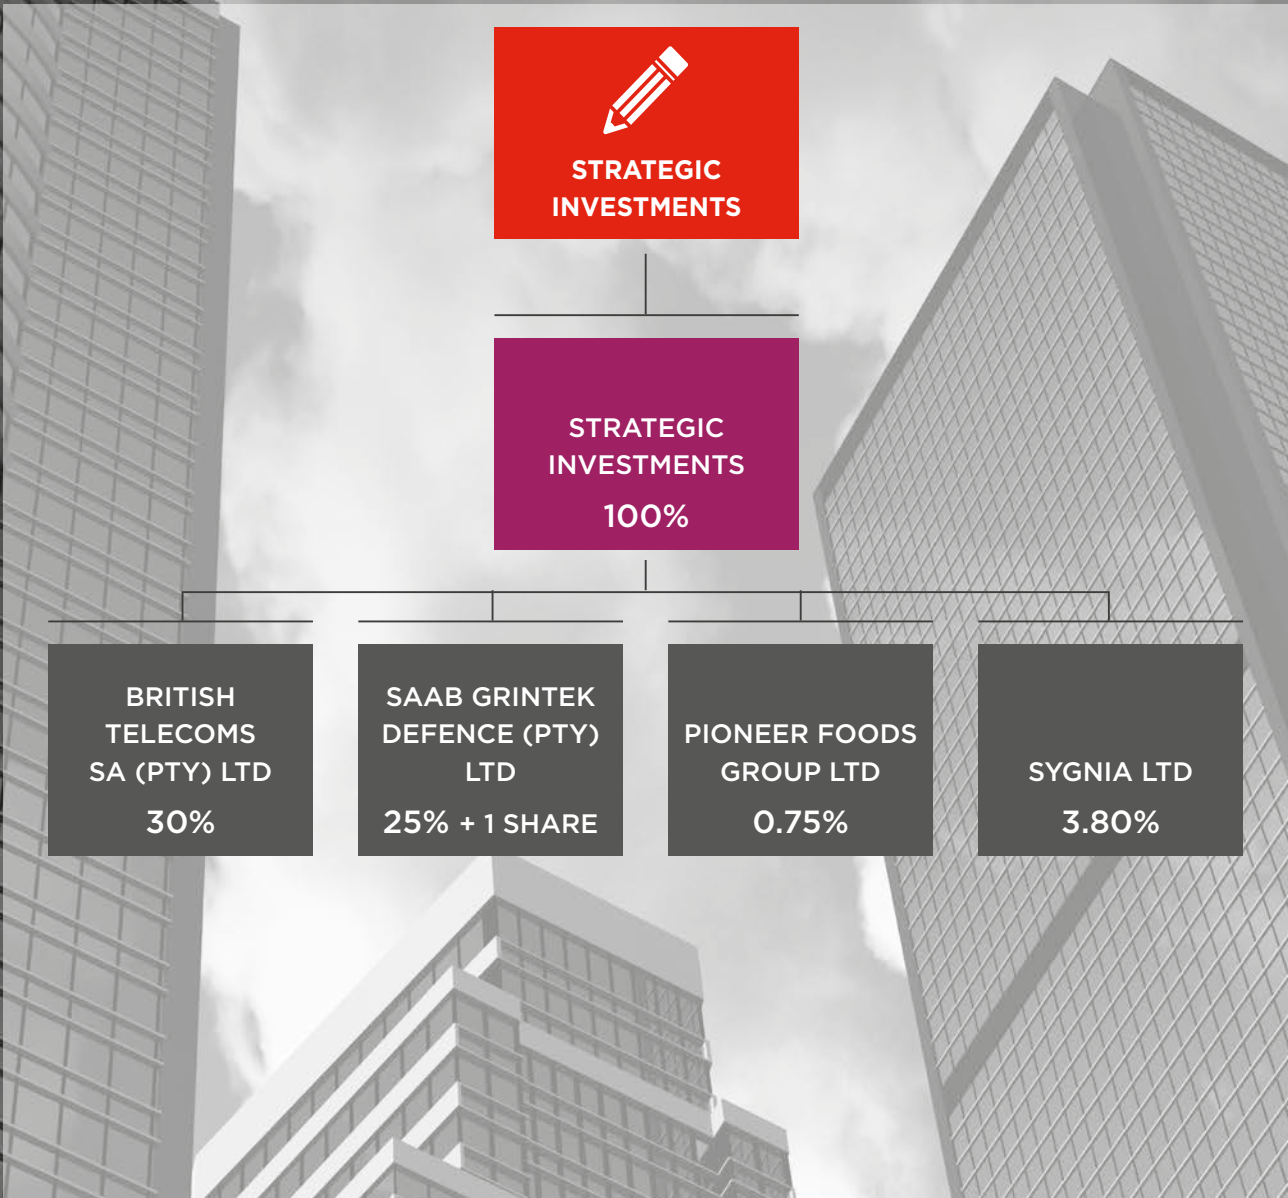 STRATEGIC
INVESTMENTS
STRATEGIC
INVESTMENTS
100%
BRITISH
TELECOMS
SA (PTY) LTD
30%
SAAB GRINTEK
DEFENCE (PTY)
LTD
25% + 1 SHARE
PIONEER FOODS
GROUP LTD
0.75%
SYGNIA LTD
3.80%